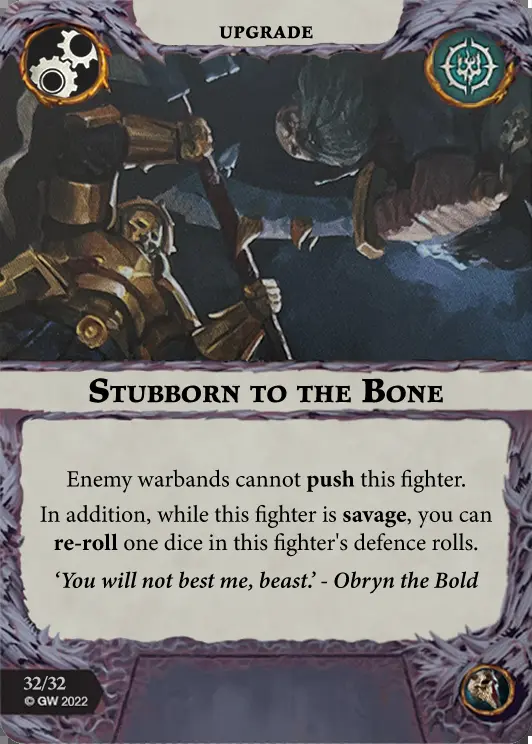 UPGRADE
STUBBORN TO THE BONE
Enemy warbands cannot push this fighter.
In addition, while this fighter is savage, you can
re-roll one dice in this fighter's defence rolls.
‘You will not best me, beast.’ - Obryn the Bold
32/32
© GW 2022